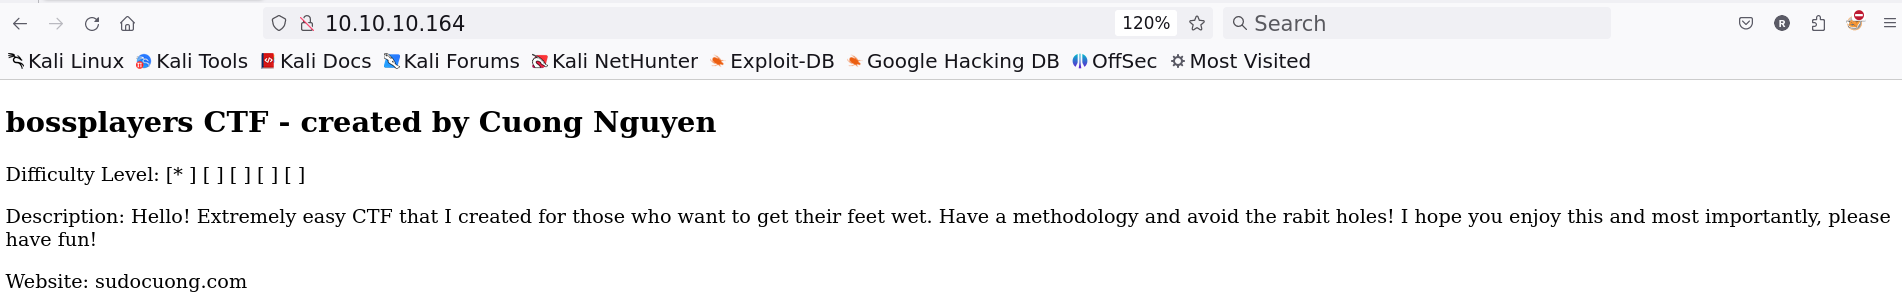 10.10.10.164
120%
Search
Kali Linux Kali Tools Kali Docs Kali Forums Kali NetHunter Exploit-DB Google Hacking DB OffSec Most Visited
bossplayers CTF - created by Cuong Nguyen
Difficulty Level: [* ] [ ] [ ] [ ] [ ]
Description: Hello! Extremely easy CTF that I created for those who want to get their feet wet. Have a methodology and avoid the rabit holes! I hope you enjoy this and most importantly, please
have fun!
Website: sudocuong.com